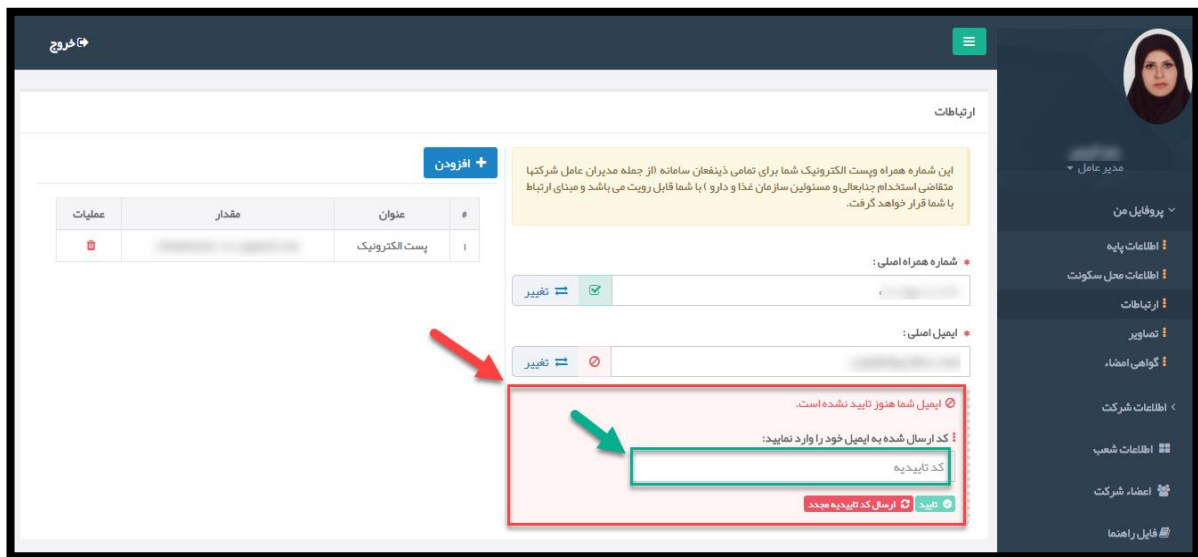 خروج
مدیر عامل
پروفایل من
اطلاعات پایه
اطلاعات محل سکونت
ارتباطات
تصاویر
گواهی امضاء
اطلاعات شرکت
اطلاعات شعب
اعضاء شرکت
فایل راهنما
ارتباطات
این شماره همراه وپست الکترونیک شما برای تمامی ذینفعان سامانه (از جمله مدیران عامل شرکتها
متقاضی استخدام جنابعالی و مسئولین سازمان غذا و دارو ) با شما قابل رویت می باشد و مبنای ارتباط
با شما قرار خواهد گرفت.
* شماره همراه اصلی :
تغییر
* ایمیل اصلی :
تغییر
ایمیل شما هنوز تایید نشده است.
کد ارسال شده به ایمیل خود را وارد نمایید:
کد تاییدیه
تایید ارسال کد تاییدیه مجدد
+ افزودن
# عنوان مقدار عملیات
۱ پست الکترونیک